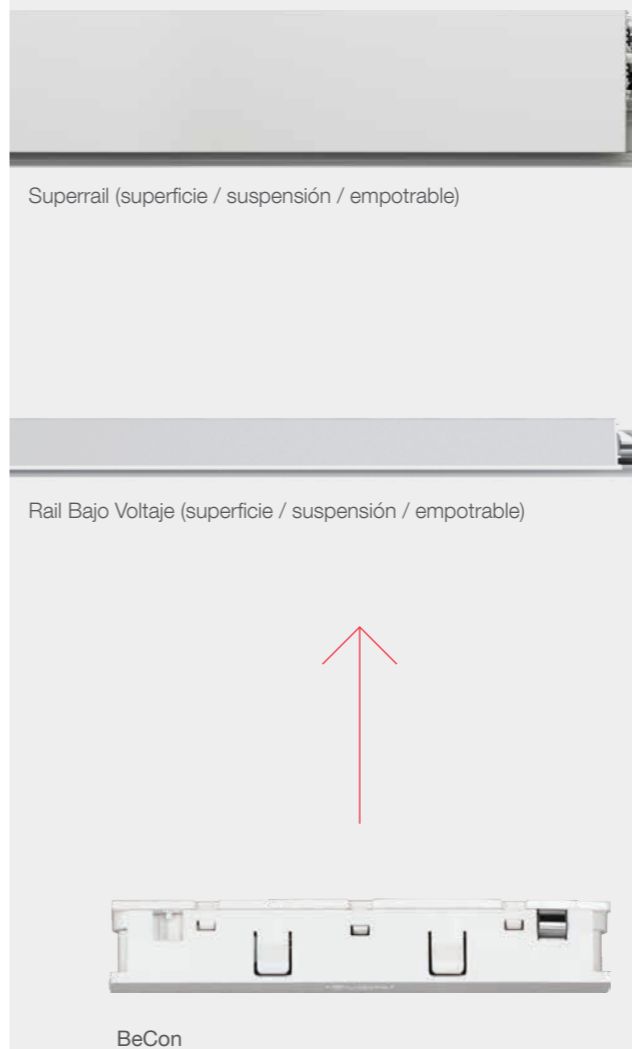 Superrail (superficie / suspensión / empotrable)
Rail Bajo Voltaje (superficie / suspensión / empotrable)
BeCon